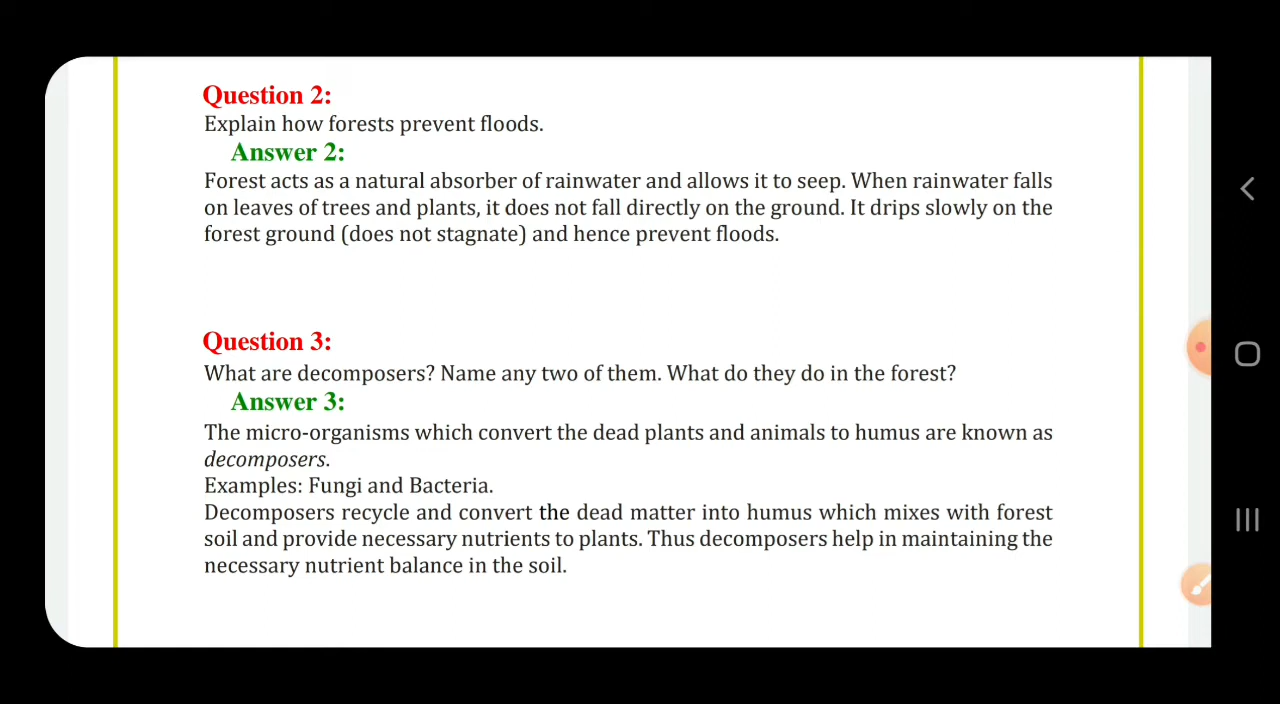 Question 2:
Explain how forests prevent floods.
Answer 2:
Forest acts as a natural absorber of rainwater and allows it to seep. When rainwater falls
on leaves of trees and plants, it does not fall directly on the ground. It drips slowly on the
forest ground (does not stagnate) and hence prevent floods.
Question 3:
What are decomposers? Name any two of them. What do they do in the forest?
Answer 3:
The micro-organisms which convert the dead plants and animals to humus are known as
decomposers.
Examples: Fungi and Bacteria.
Decomposers recycle and convert the dead matter into humus which mixes with forest
soil and provide necessary nutrients to plants. Thus decomposers help in maintaining the
necessary nutrient balance in the soil.